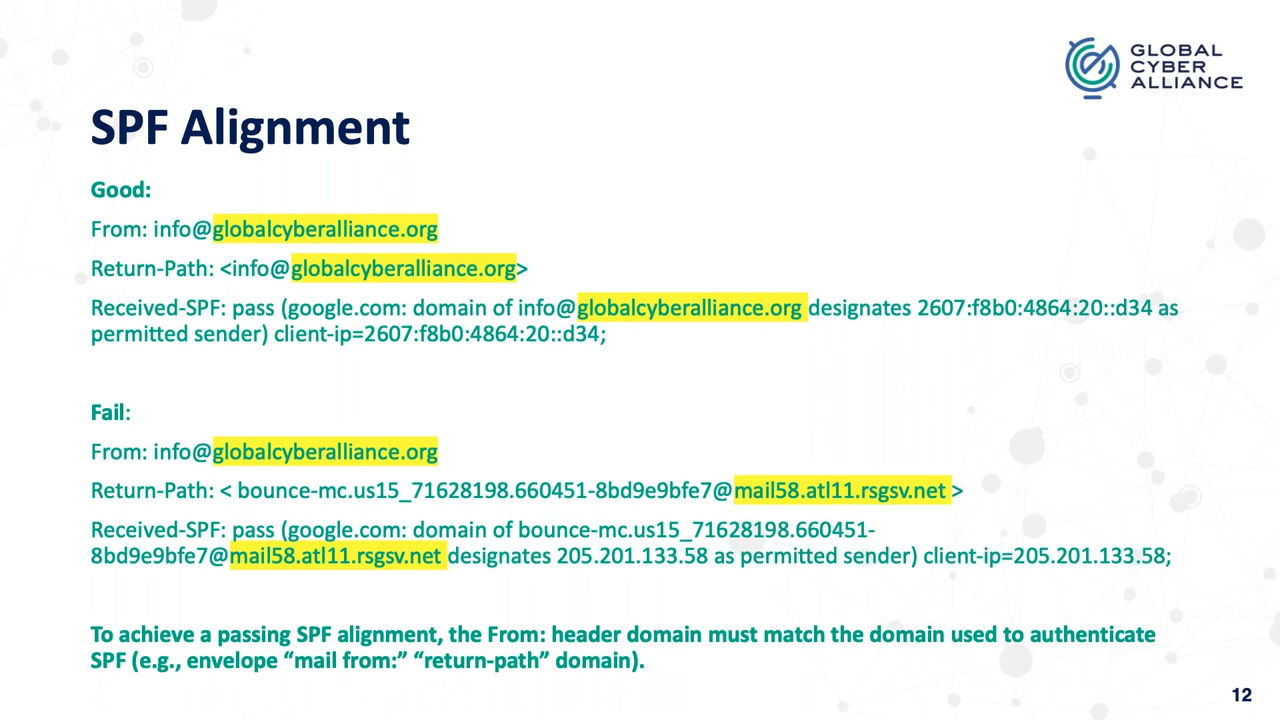 GLOBAL
CYBER
ALLIANCE
SPF Alignment
Good:
From: info@globalcyberalliance.org
Return-Path: <info@globalcyberalliance.org>
Received-SPF: pass (google.com: domain of info@globalcyberalliance.org designates 2607:f8b0:4864:20::d34 as
permitted sender) client-ip=2607:f8b0:4864:20::d34;
Fail:
From: info@globalcyberalliance.org
Return-Path: < bounce-mc.us15_71628198.660451-8bd9e9bfe7@mail58.atl11.rsgsv.net >
Received-SPF: pass (google.com: domain of bounce-mc.us15_71628198.660451-
8bd9e9bfe7@mail58.atl11.rsgsv.net designates 205.201.133.58 as permitted sender) client-ip=205.201.133.58;
To achieve a passing SPF alignment, the From: header domain must match the domain used to authenticate
SPF (e.g., envelope “mail from:” “return-path” domain).
12